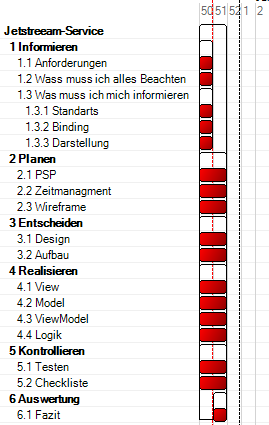 50 51 52 1 2
Jetstream-Service
1 Informieren
1.1 Anforderungen
1.2 Wass muss ich alles Beachten
1.3 Was muss ich mich informieren
1.3.1 Standarts
1.3.2 Binding
1.3.3 Darstellung
2 Planen
2.1 PSP
2.2 Zeitmanagment
2.3 Wireframe
3 Entscheiden
3.1 Design
3.2 Aufbau
4 Realisieren
4.1 View
4.2 Model
4.3 ViewModel
4.4 Logik
5 Kontrollieren
5.1 Testen
5.2 Checkliste
6 Auswertung
6.1 Fazit